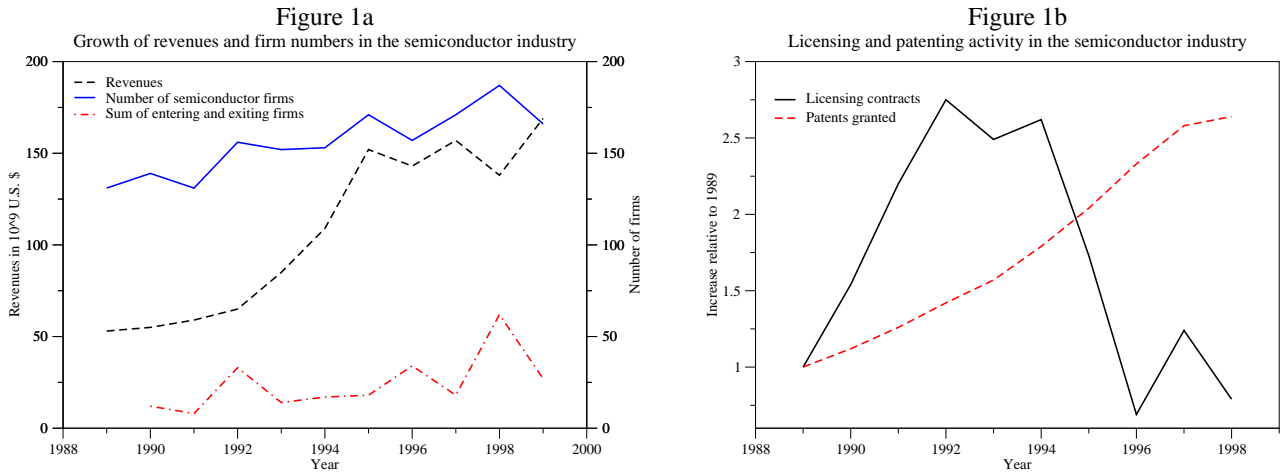 Figure 1a
Growth of revenues and firm numbers in the semiconductor industry
Revenues
Number of semiconductor firms
Sum of entering and exiting firms
200
150
100
50
0
200
150
100
50
0
1988
1990
1992
1994
1996
1998
2000
Year
Revenues in 10^9 U.S. $
Number of firms
Figure 1b
Licensing and patenting activity in the semiconductor industry
Licensing contracts
Patents granted
3
2.5
2
1.5
1
1988
1990
1992
1994
1996
1998
Year
Increase relative to 1989